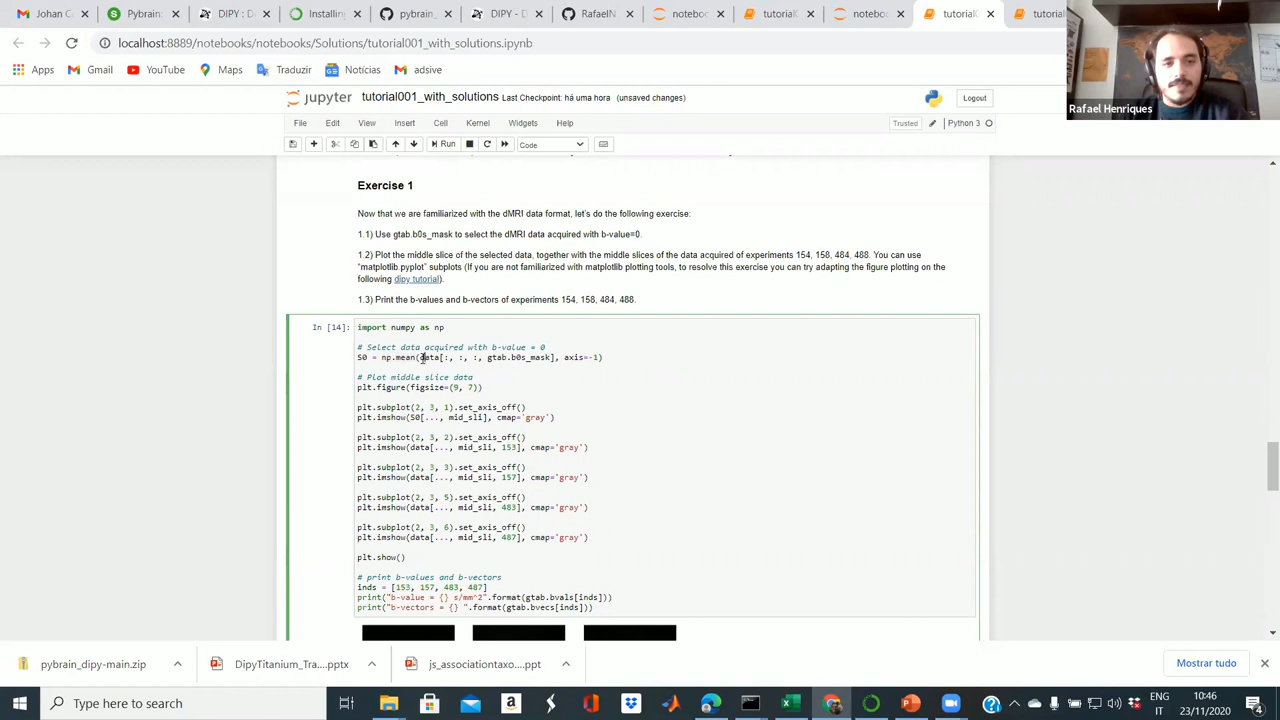 Johan C
Pybrain
DIPY : D
Installing
pybrain
DIPY -
RafaelN
noteboo
tutorial
noteboo
tutorial
tutorial
localhost:8889/notebooks/notebooks/Solutions/tutorial001_with_solutions.ipynb
Apps
Gmail
YouTube
Maps
Traduzir
Notícias
adsive
Rafael Henriques
jupyter tutorial001_with_solutions Last Checkpoint: há uma hora (unsaved changes)
Logout
File Edit View Insert Cell Kernel Widgets Help
Trusted
Python 3
Run
Code
Exercise 1
Now that we are familiarized with the dMRI data format, let's do the following exercise:
1.1) Use gtab.b0s_mask to select the dMRI data acquired with b-value=0.
1.2) Plot the middle slice of the selected data, together with the middle slices of the data acquired of experiments 154, 158, 484, 488. You can use
"matplotlib.pyplot" subplots (If you are not familiarized with matplotlib plotting tools, to resolve this exercise you can try adapting the figure plotting on the
following dipy tutorial).
1.3) Print the b-values and b-vectors of experiments 154, 158, 484, 488.
In [14]:
import numpy as np
# Select data acquired with b-value = 0
S0 = np.mean(data[:, :, :, gtab.b0s_mask], axis=-1)
# Plot middle slice data
plt.figure(figsize=(9, 7))
plt.subplot(2, 3, 1).set_axis_off()
plt.imshow(S0[..., mid_sli], cmap='gray')
plt.subplot(2, 3, 2).set_axis_off()
plt.imshow(data[..., mid_sli, 153], cmap='gray')
plt.subplot(2, 3, 3).set_axis_off()
plt.imshow(data[..., mid_sli, 157], cmap='gray')
plt.subplot(2, 3, 5).set_axis_off()
plt.imshow(data[..., mid_sli, 483], cmap='gray')
plt.subplot(2, 3, 6).set_axis_off()
plt.imshow(data[..., mid_sli, 487], cmap='gray')
plt.show()
# print b-values and b-vectors
inds = [153, 157, 483, 487]
print("b-value = {} s/mm^2".format(gtab.bvals[inds]))
print("b-vectors = {} ".format(gtab.bvecs[inds]))
pybrain_dipy-main.zip
DipyTitanium_Tra....pptx
js_associationtaxo....pptx
Mostrar tudo
Type here to search
ENG
IT
10:46
23/11/2020